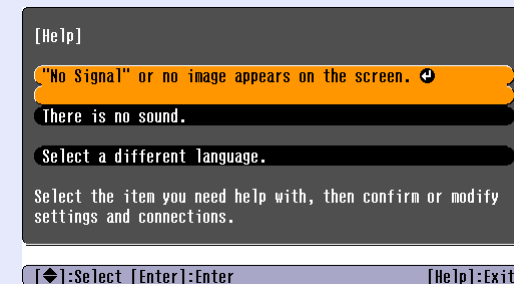 [Help]
"No Signal" or no image appears on the screen.
There is no sound.
Select a different language.
Select the item you need help with, then confirm or modify
settings and connections.
[◆]:Select [Enter]:Enter [Help]:Exit